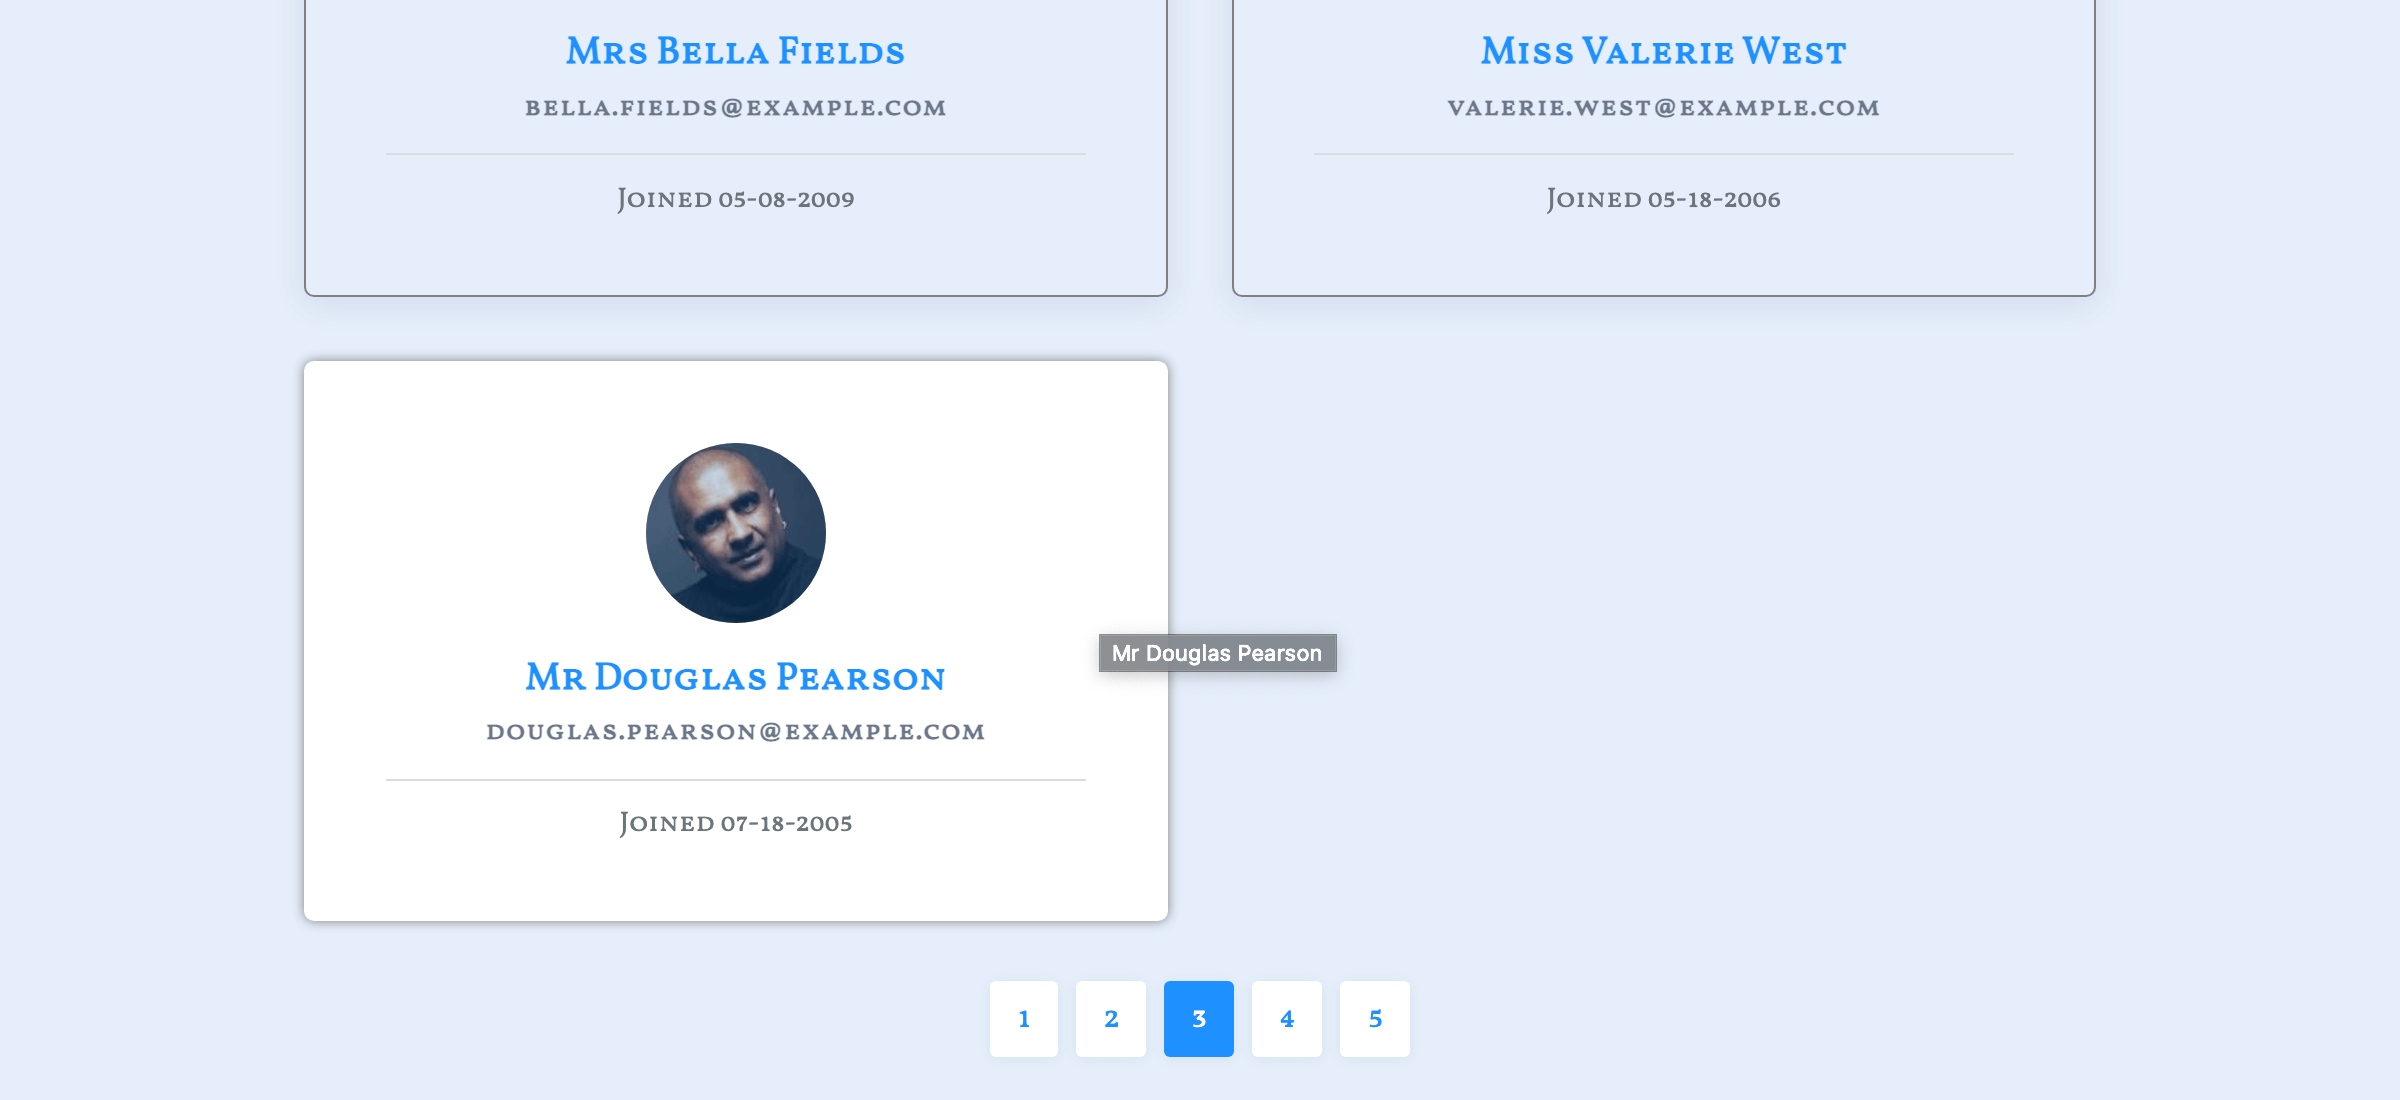 Mrs Bella Fields
bella.fields@example.com
Joined 05-08-2009
Miss Valerie West
valerie.west@example.com
Joined 05-18-2006
Mr Douglas Pearson
douglas.pearson@example.com
Joined 07-18-2005
Mr Douglas Pearson
1 2 3 4 5